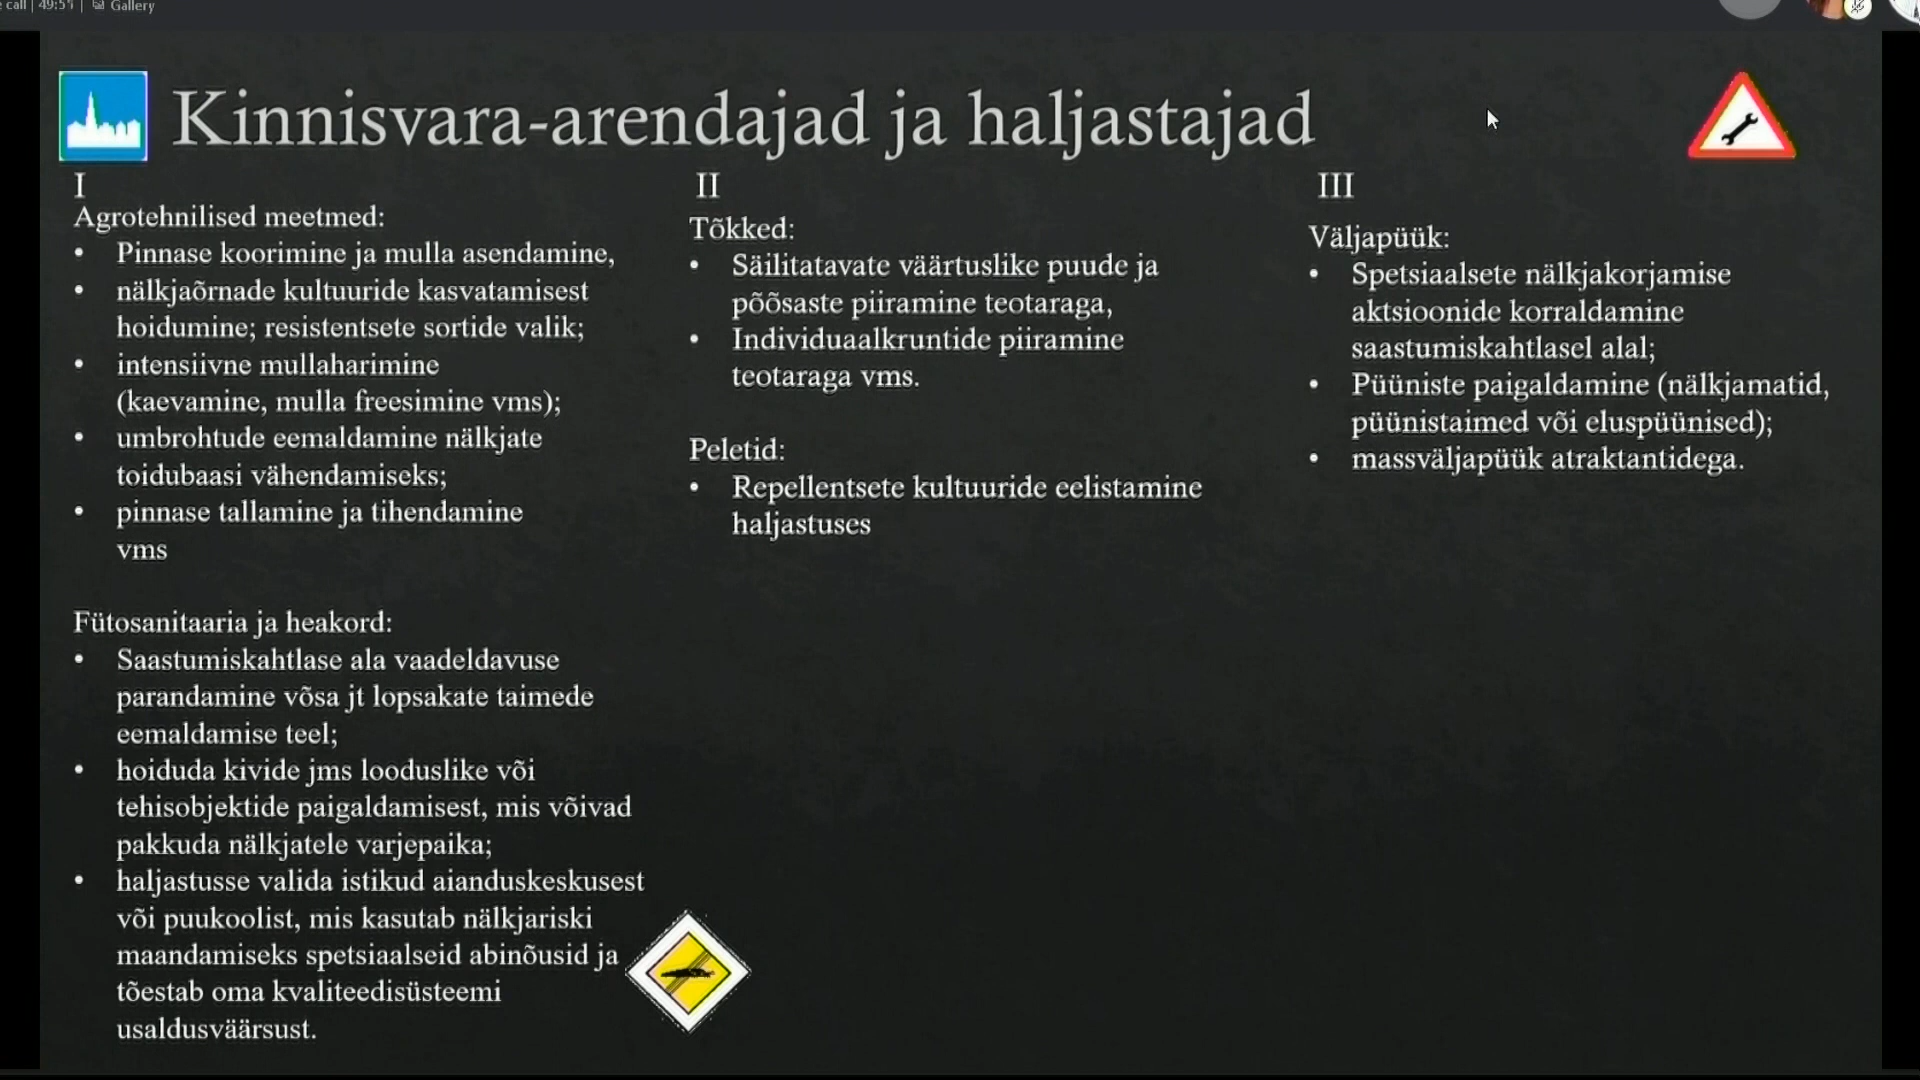 call | 49:51 | Gallery
Kinnisvara-arendajad ja haljastajad
I
Agrotehnilised meetmed:
• Pinnase koorimine ja mulla asendamine,
• nälkjaõrnade kultuuride kasvatamisest
hoidumine; resistentsete sortide valik;
• intensiivne mullaharimine
(kaevamine, mulla freesimine vms);
• umbrohtude eemaldamine nälkjate
toidubaasi vähendamiseks;
• pinnase tallamine ja tihendamine
vms
Fütosanitaaria ja heakord:
• Saastumiskahtlase ala vaadeldavuse
parandamine võsa jt lopsakate taimede
eemaldamise teel;
• hoiduda kivide jms looduslike või
tehisobjektide paigaldamisest, mis võivad
pakkuda nälkjatele varjepaika;
• haljastusse valida istikud aianduskeskusest
või puukoolist, mis kasutab nälkjariski
maandamiseks spetsiaalseid abinõusid ja
tõestab oma kvaliteedisüsteemi
usaldusväärsust.
II
Tõkked:
• Säilitatavate väärtuslike puude ja
põõsaste piiramine teotaraga,
• Individuaalkruntide piiramine
teotaraga vms.
Peletid:
• Repellentsete kultuuride eelistamine
haljastuses
III
Väljapüük:
• Spetsiaalsete nälkjakorjamise
aktsioonide korraldamine
saastumiskahtlasel alal;
• Püüniste paigaldamine (nälkjamatid,
püünistaimed või eluspüünised);
• massväljapüük atraktantidega.